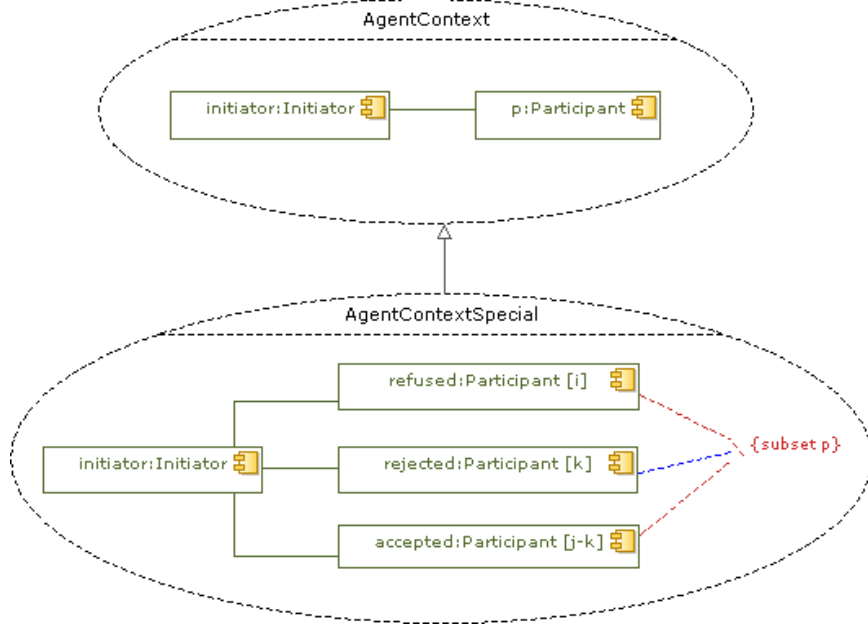 AgentContext
initiator:Initiator
p:Participant
AgentContextSpecial
refused:Participant [i]
initiator:Initiator
rejected:Participant [k]
{subset p}
accepted:Participant [j-k]